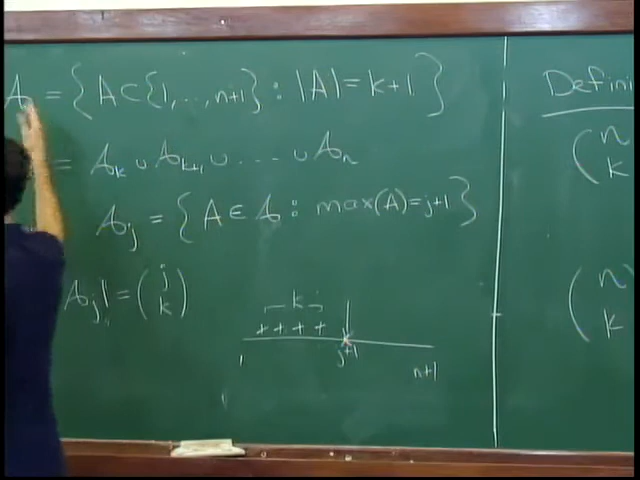 𝒜 = { A ⊂ {1,...,n+1} : |A| = k+1 }
= 𝒜_k ∪ 𝒜_{k+1} ∪ .... ∪ 𝒜_n
𝒜_j = { A ∈ 𝒜 : max(A) = j+1 }
𝒜_j| = (j k)
k
+ + + +
1 j+1 n+1
Defini
(n k
(n k